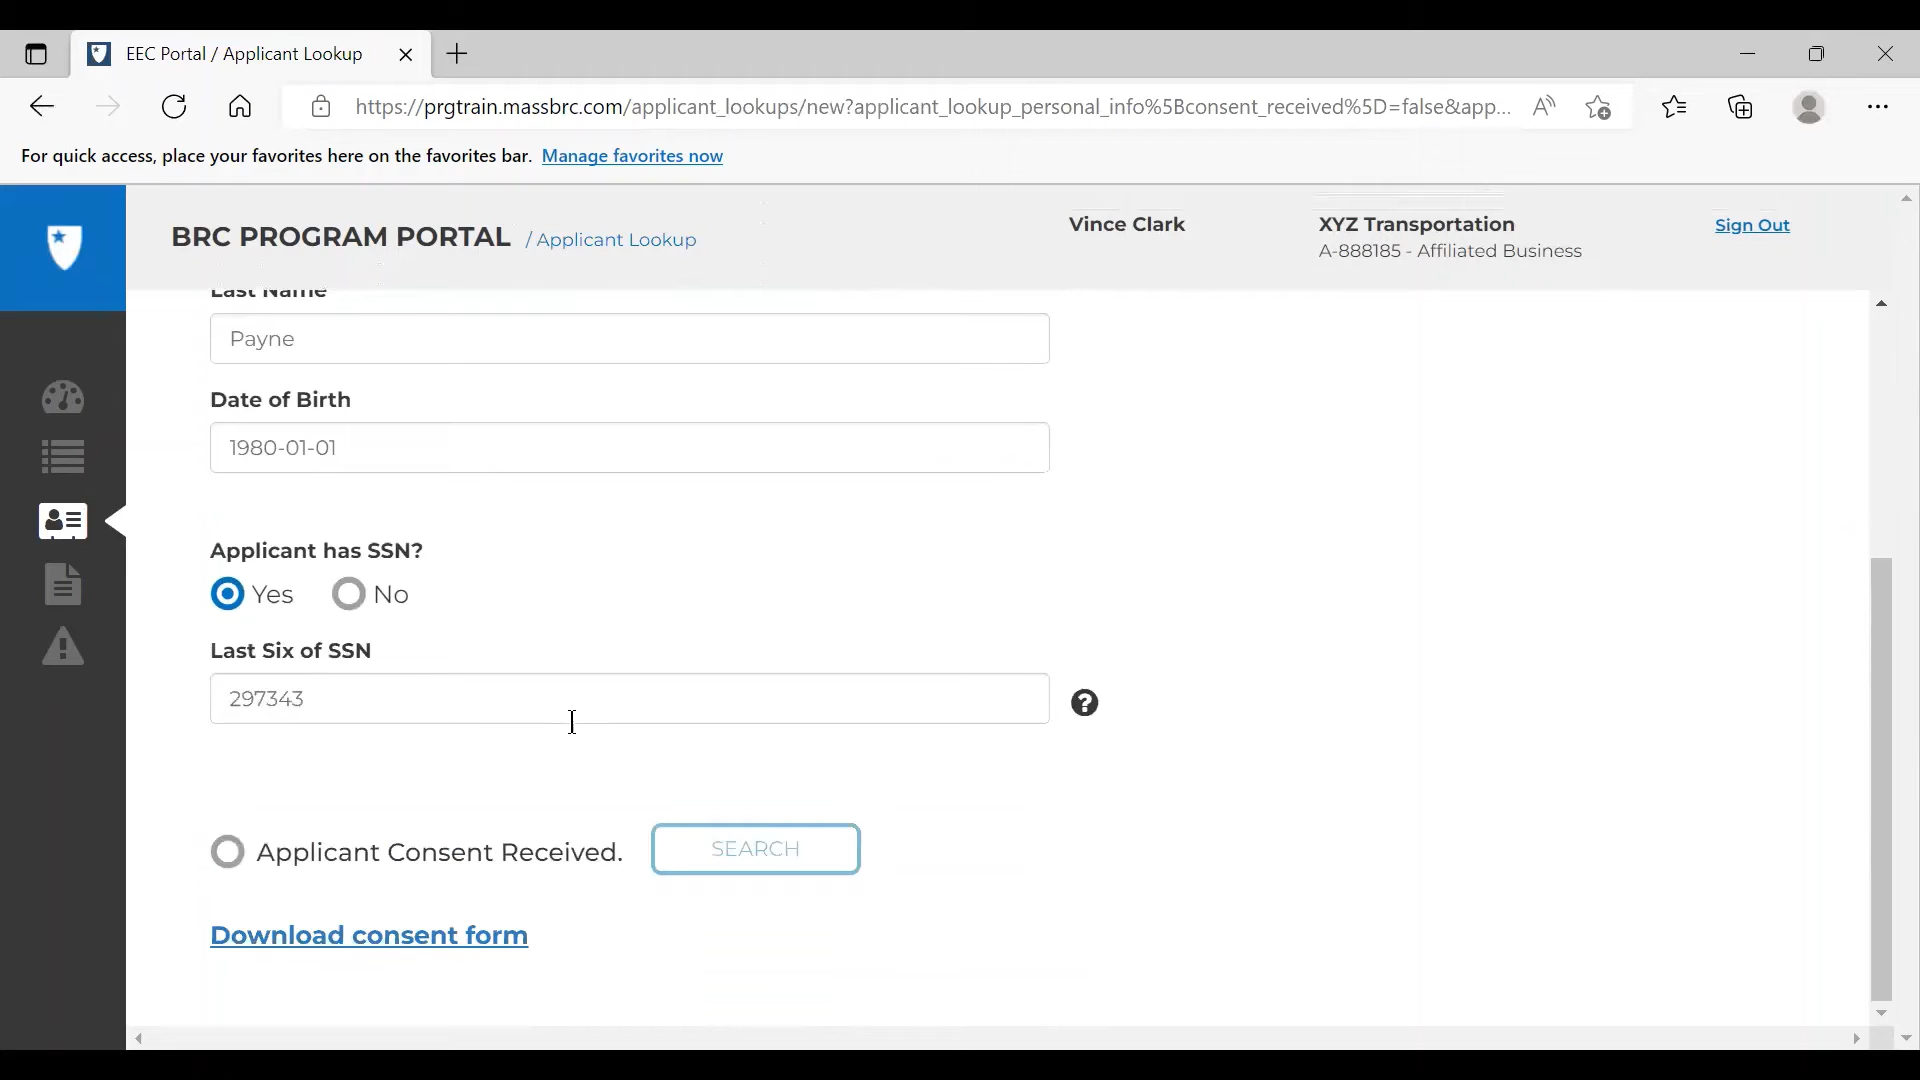 EEC Portal / Applicant Lookup
https://prgtrain.massbrc.com/applicant_lookups/new?applicant_lookup_personal_info%5Bconsent_received%5D=false&app...
For quick access, place your favorites here on the favorites bar. Manage favorites now
BRC PROGRAM PORTAL / Applicant Lookup
Vince Clark
XYZ Transportation
A-888185 - Affiliated Business
Sign Out
Last Name
Payne
Date of Birth
1980-01-01
Applicant has SSN?
Yes No
Last Six of SSN
297343
Applicant Consent Received. SEARCH
Download consent form